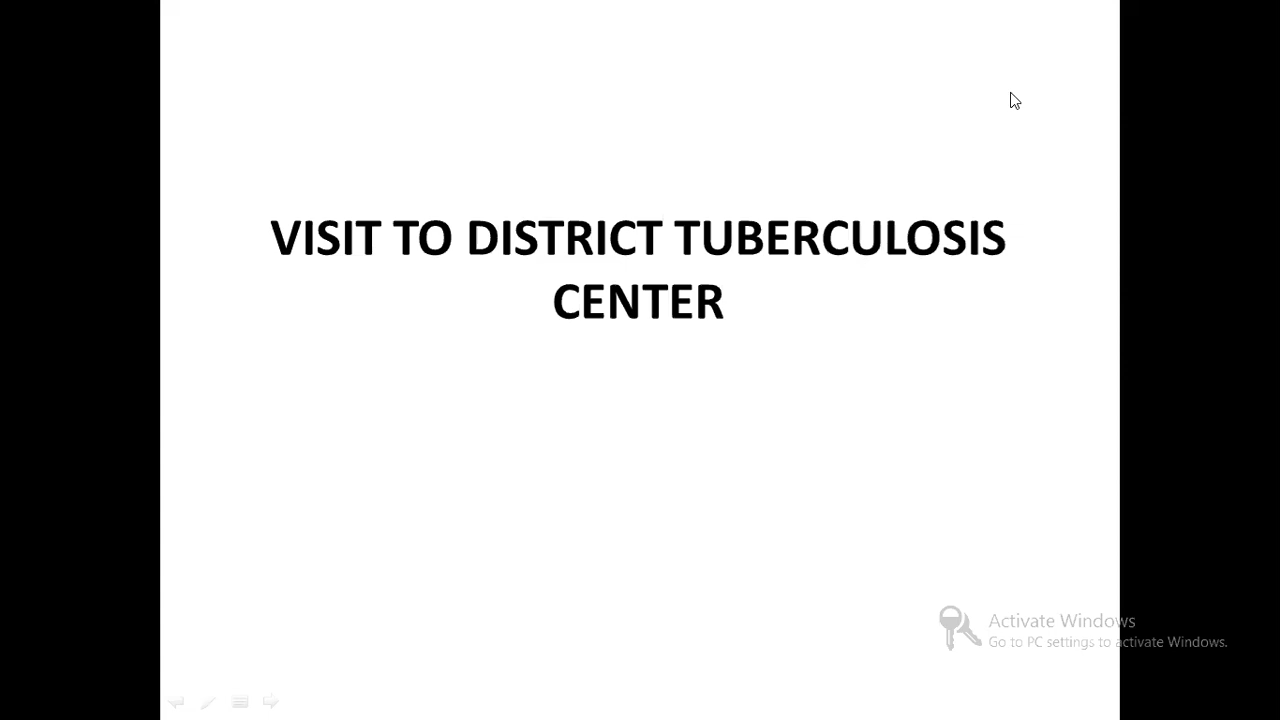 VISIT TO DISTRICT TUBERCULOSIS
CENTER
Activate Windows
Go to PC settings to activate Windows.